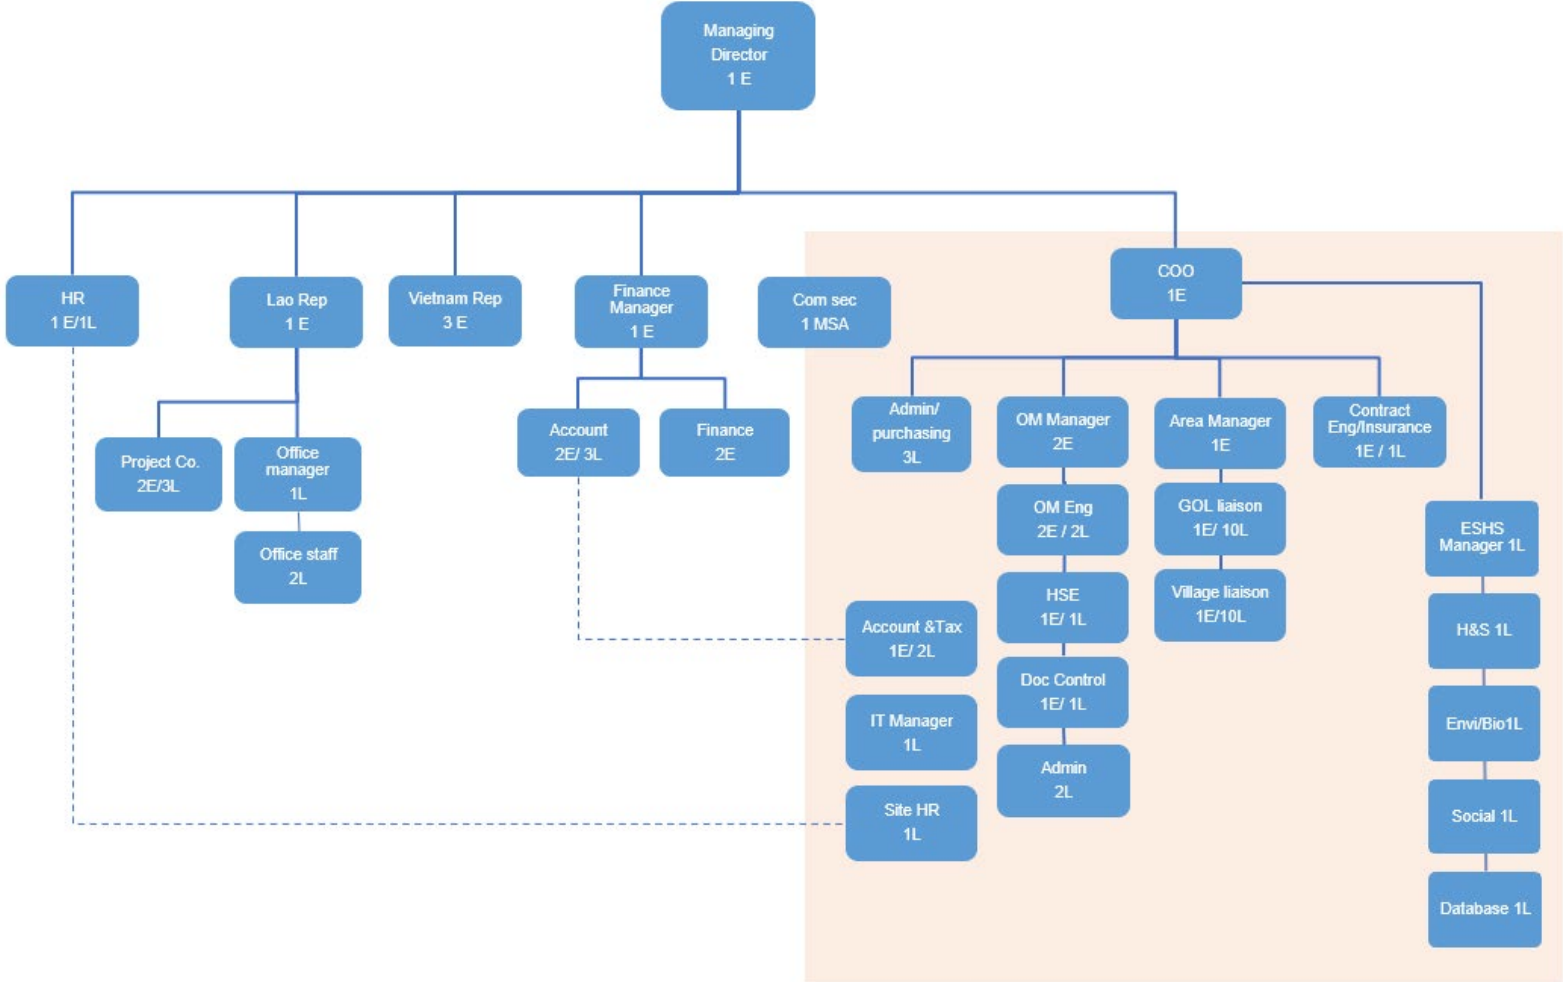 Managing
Director
1 E
HR
1 E/1L
Lao Rep
1 E
Vietnam Rep
3 E
Finance
Manager
1 E
Com sec
1 MSA
COO
1E
Project Co.
2E/3L
Office
manager
1L
Office staff
2L
Account
2E/ 3L
Finance
2E
Admin/
purchasing
3L
OM Manager
2E
Area Manager
1E
Contract
Eng/Insurance
1E / 1L
OM Eng
2E / 2L
GOL liaison
1E/ 10L
ESHS
Manager 1L
HSE
1E/ 1L
Village liaison
1E/10L
H&S 1L
Account &Tax
1E/ 2L
Doc Control
1E/ 1L
Envi/Bio1L
IT Manager
1L
Admin
2L
Social 1L
Site HR
1L
Database 1L